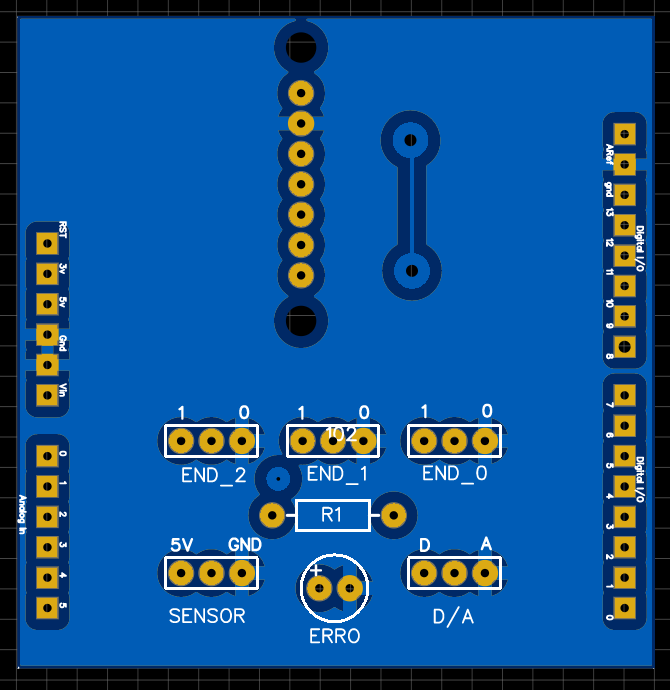 RST
3v
5v
Gnd
Vin
0
1
2
3
4
5
Analog In
ARef
gnd
13
12
11
10
9
8
Digital I/O
7
6
5
4
3
2
1
0
Digital I/O
1 0
END_2
1 0
102
END_1
1 0
END_0
R1
5V GND
SENSOR
+
ERRO
D A
D/A